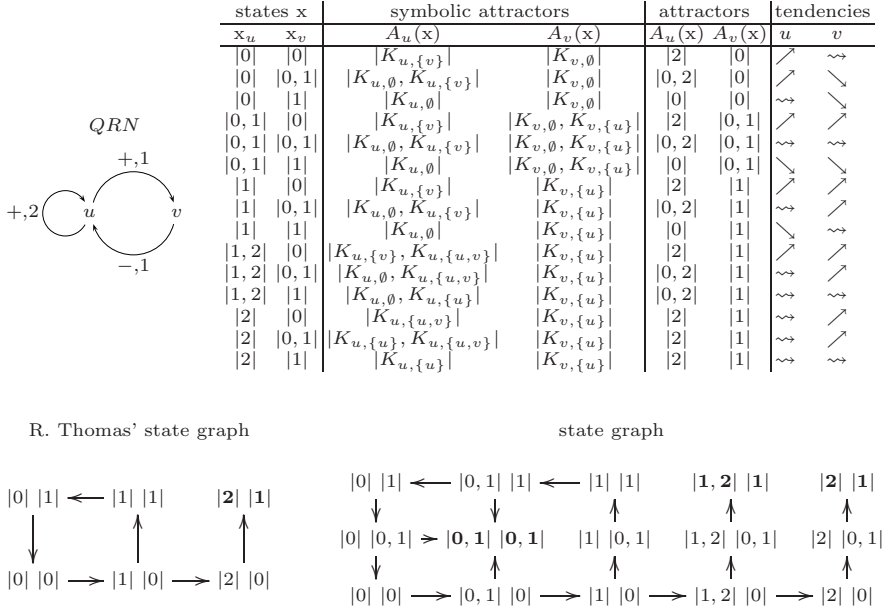 states x symbolic attractors attractors tendencies
x_u x_v A_u(x) A_v(x) A_u(x) A_v(x) u v
|0| |0| |K_{u,{v}}| |K_{v,∅}| |2| |0| ↗ ⇝
|0| |0, 1| |K_{u,∅}, K_{u,{v}}| |K_{v,∅}| |0, 2| |0| ↗ ↘
|0| |1| |K_{u,∅}| |K_{v,∅}| |0| |0| ⇝ ↘
|0, 1| |0| |K_{u,{v}}| |K_{v,∅}, K_{v,{u}}| |2| |0, 1| ↗ ↗
|0, 1| |0, 1| |K_{u,∅}, K_{u,{v}}| |K_{v,∅}, K_{v,{u}}| |0, 2| |0, 1| ⇝ ⇝
|0, 1| |1| |K_{u,∅}| |K_{v,∅}, K_{v,{u}}| |0| |0, 1| ↘ ↘
|1| |0| |K_{u,{v}}| |K_{v,{u}}| |2| |1| ↗ ↗
|1| |0, 1| |K_{u,∅}, K_{u,{v}}| |K_{v,{u}}| |0, 2| |1| ⇝ ↗
|1| |1| |K_{u,∅}| |K_{v,{u}}| |0| |1| ↘ ⇝
|1, 2| |0| |K_{u,{v}}, K_{u,{u,v}}| |K_{v,{u}}| |2| |1| ↗ ↗
|1, 2| |0, 1| |K_{u,∅}, K_{u,{u,v}}| |K_{v,{u}}| |0, 2| |1| ⇝ ↗
|1, 2| |1| |K_{u,∅}, K_{u,{u}}| |K_{v,{u}}| |0, 2| |1| ⇝ ⇝
|2| |0| |K_{u,{u,v}}| |K_{v,{u}}| |2| |1| ⇝ ↗
|2| |0, 1| |K_{u,{u}}, K_{u,{u,v}}| |K_{v,{u}}| |2| |1| ⇝ ↗
|2| |1| |K_{u,{u}}| |K_{v,{u}}| |2| |1| ⇝ ⇝
QRN
+,1
+,2 u v
−,1
R. Thomas' state graph
|0| |1| |1| |1| |2| |1|
|0| |0| |1| |0| |2| |0|
state graph
|0| |1| |0, 1| |1| |1| |1| |1, 2| |1| |2| |1|
|0| |0, 1| |0, 1| |0, 1| |1| |0, 1| |1, 2| |0, 1| |2| |0, 1|
|0| |0| |0, 1| |0| |1| |0| |1, 2| |0| |2| |0|